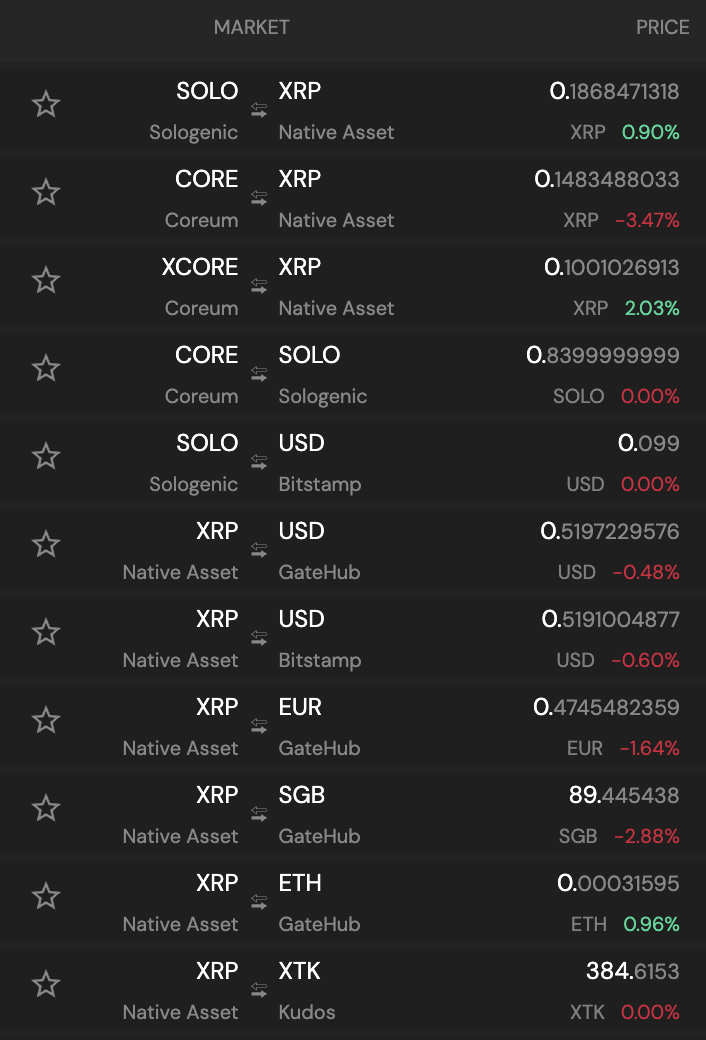 MARKET PRICE
SOLO XRP 0.1868471318
Sologenic Native Asset XRP 0.90%
CORE XRP 0.1483488033
Coreum Native Asset XRP -3.47%
XCORE XRP 0.1001026913
Coreum Native Asset XRP 2.03%
CORE SOLO 0.8399999999
Coreum Sologenic SOLO 0.00%
SOLO USD 0.099
Sologenic Bitstamp USD 0.00%
XRP USD 0.5197229576
Native Asset GateHub USD -0.48%
XRP USD 0.5191004877
Native Asset Bitstamp USD -0.60%
XRP EUR 0.4745482359
Native Asset GateHub EUR -1.64%
XRP SGB 89.445438
Native Asset GateHub SGB -2.88%
XRP ETH 0.00031595
Native Asset GateHub ETH 0.96%
XRP XTK 384.6153
Native Asset Kudos XTK 0.00%